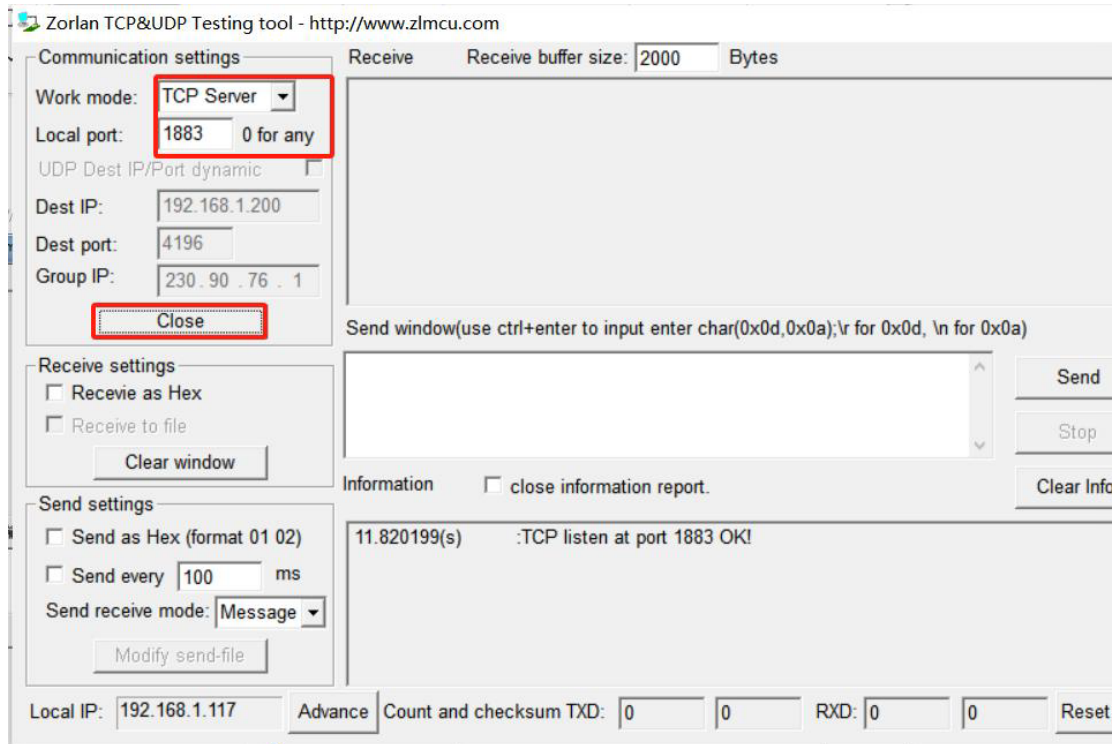 Zorlan TCP&UDP Testing tool - http://www.zlmcu.com
Communication settings
Work mode: TCP Server
Local port: 1883 0 for any
UDP Dest IP/Port dynamic
Dest IP: 192.168.1.200
Dest port: 4196
Group IP: 230 . 90 . 76 . 1
Close
Receive settings
Recevie as Hex
Receive to file
Clear window
Send settings
Send as Hex (format 01 02)
Send every 100 ms
Send receive mode: Message
Modify send-file
Receive Receive buffer size: 2000 Bytes
Send window(use ctrl+enter to input enter char(0x0d,0x0a);\r for 0x0d, \n for 0x0a)
Send
Stop
Information close information report. Clear Info
11.820199(s) :TCP listen at port 1883 OK!
Local IP: 192.168.1.117 Advance Count and checksum TXD: 0 0 RXD: 0 0 Reset